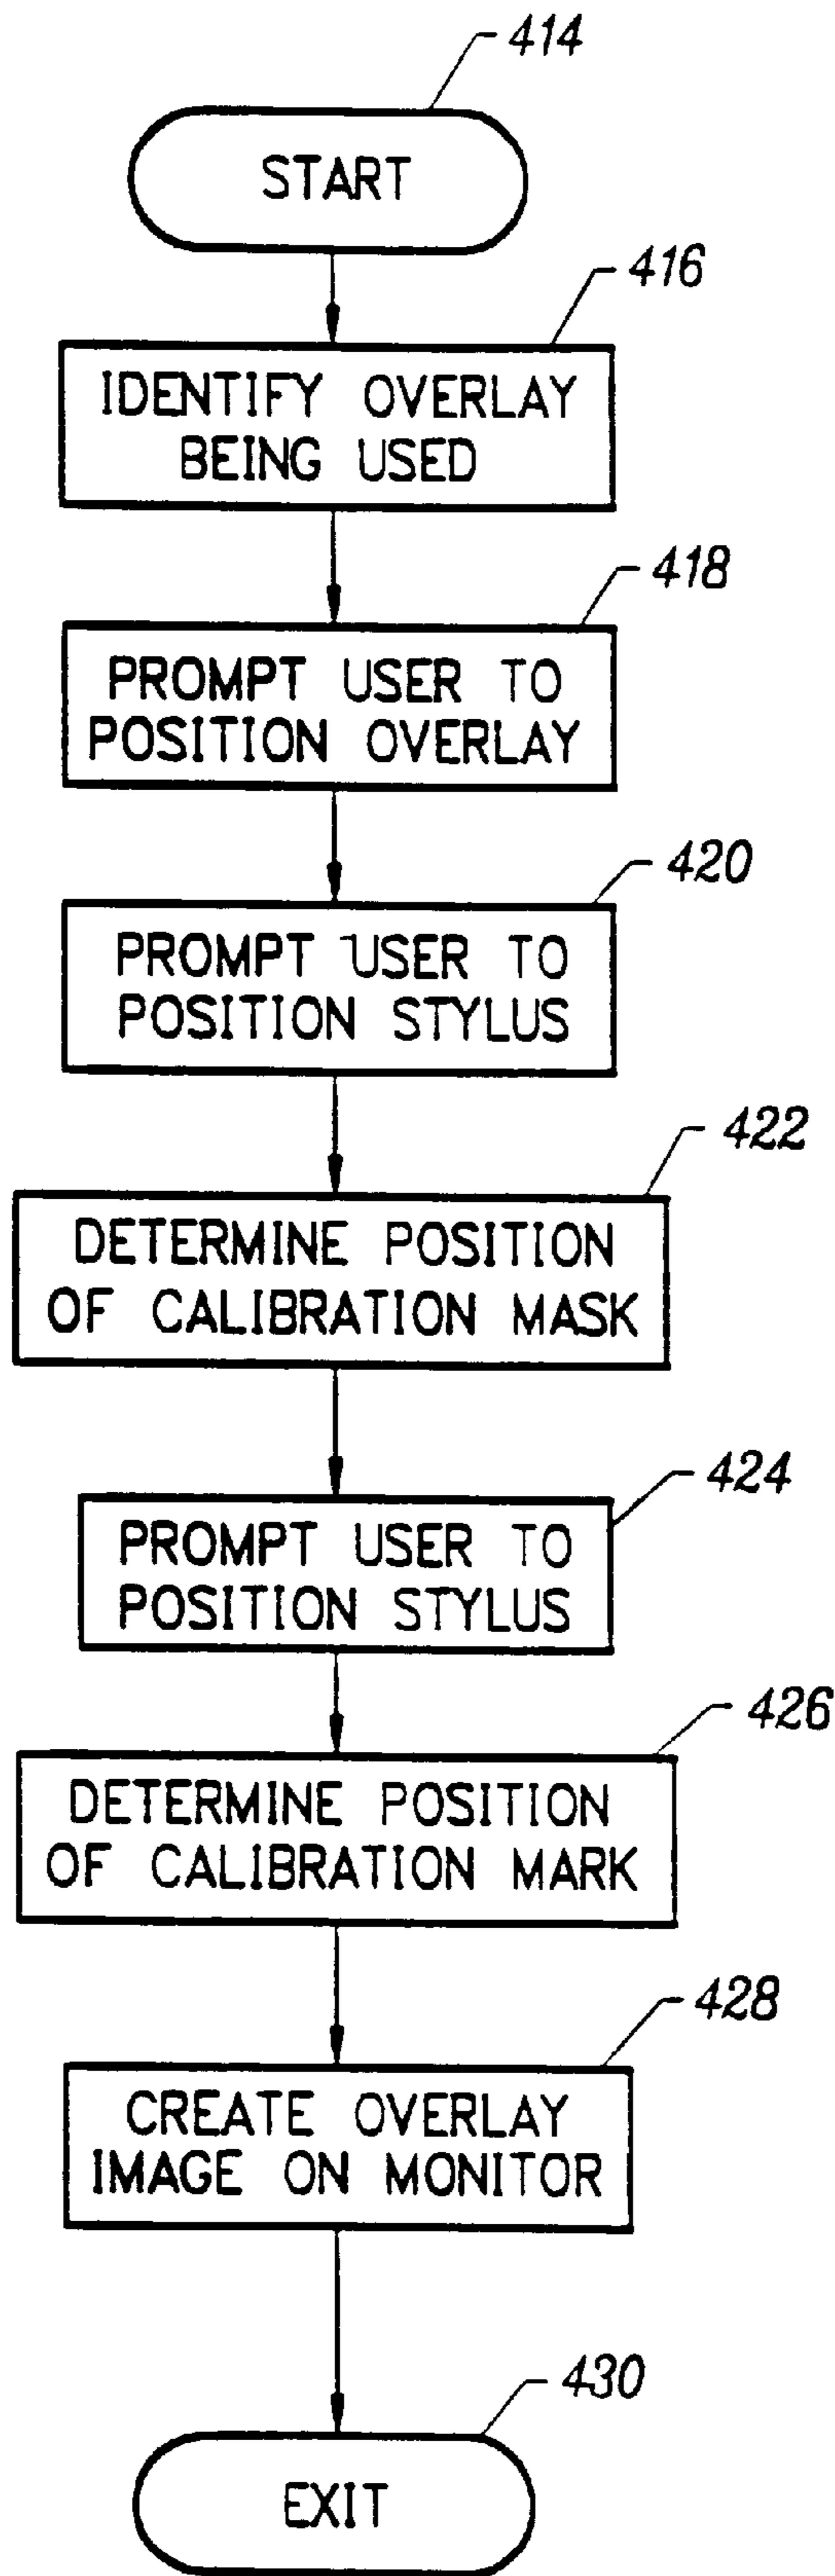 414
START
416
IDENTIFY OVERLAY
BEING USED
418
PROMPT USER TO
POSITION OVERLAY
420
PROMPT USER TO
POSITION STYLUS
422
DETERMINE POSITION
OF CALIBRATION MASK
424
PROMPT USER TO
POSITION STYLUS
426
DETERMINE POSITION
OF CALIBRATION MARK
428
CREATE OVERLAY
IMAGE ON MONITOR
430
EXIT